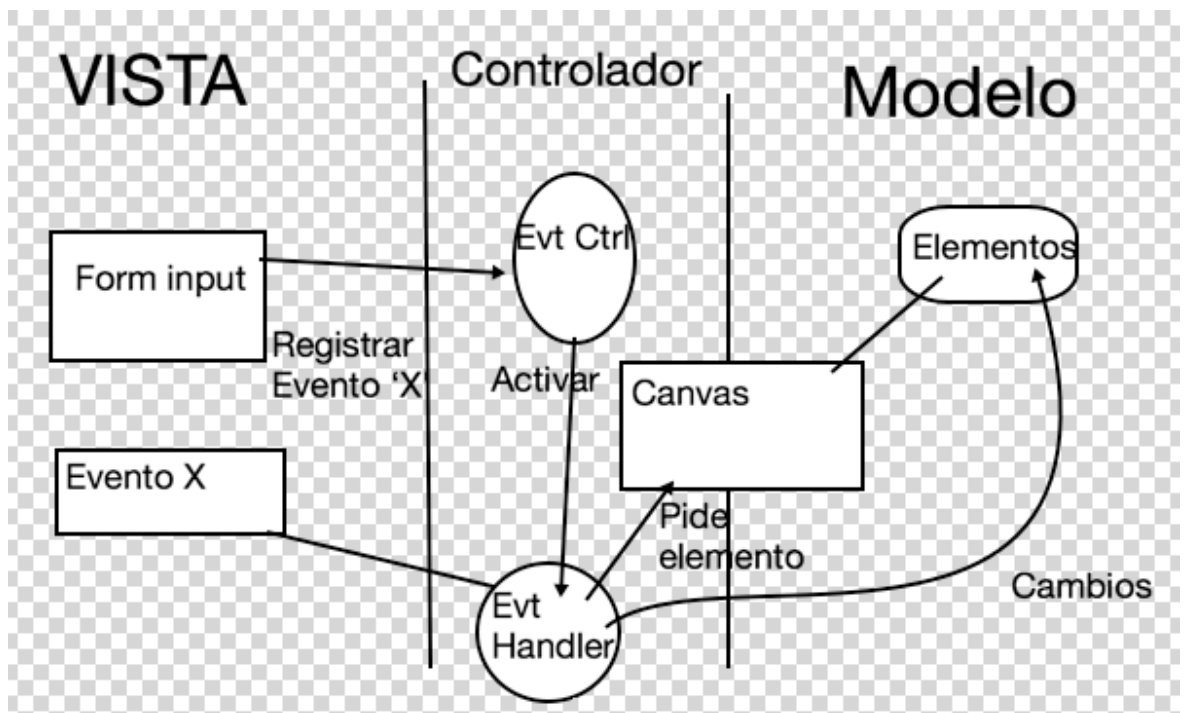 VISTA
Controlador
Modelo
Evt Ctrl
Elementos
Form input
Registrar
Evento ‘X’
Activar
Canvas
Evento X
Pide
elemento
Cambios
Evt
Handler